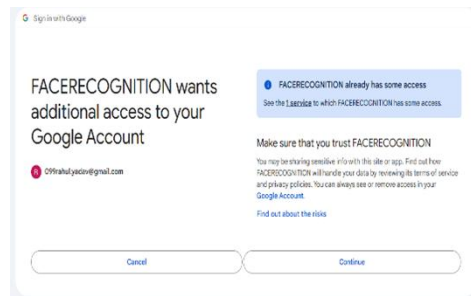 Sign in with Google
FACERECOGNITION wants
additional access to your
Google Account
R 099rahul.yadav@gmail.com
FACERECOGNITION already has some access
See the 1 service to which FACERECOGNITION has some access.
Make sure that you trust FACERECOGNITION
You may be sharing sensitive info with this site or app. Find out how
FACERECOGNITION will handle your data by reviewing its terms of service
and privacy policies. You can always see or remove access in your
Google Account.
Find out about the risks
Cancel
Continue